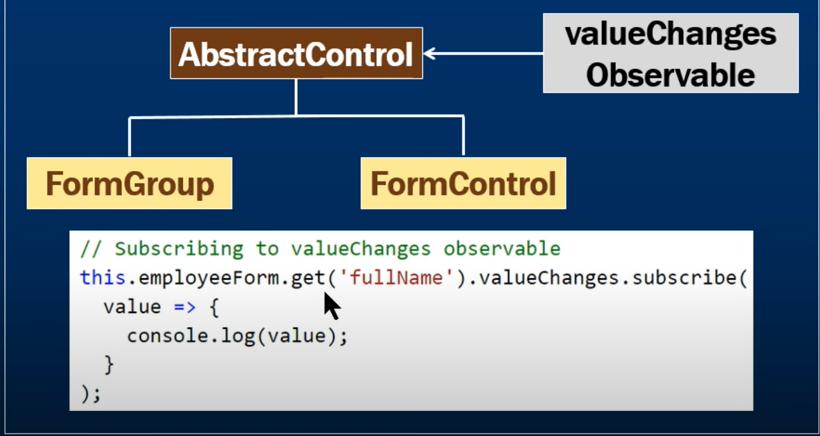 AbstractControl
valueChanges
Observable
FormGroup
FormControl
// Subscribing to valueChanges observable
this.employeeForm.get('fullName').valueChanges.subscribe(
  value => {
    console.log(value);
  }
);